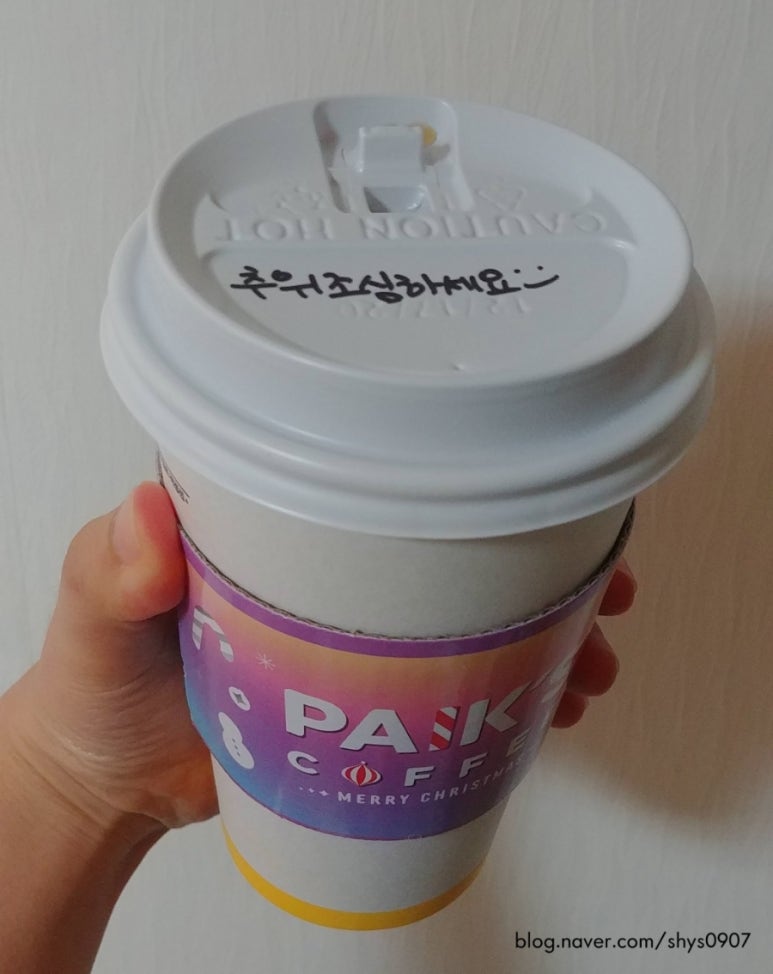 CAUTION HOT
추위조심하세요:)
PAIK'S
COFFEE
MERRY CHRISTMAS
blog.naver.com/shys0907